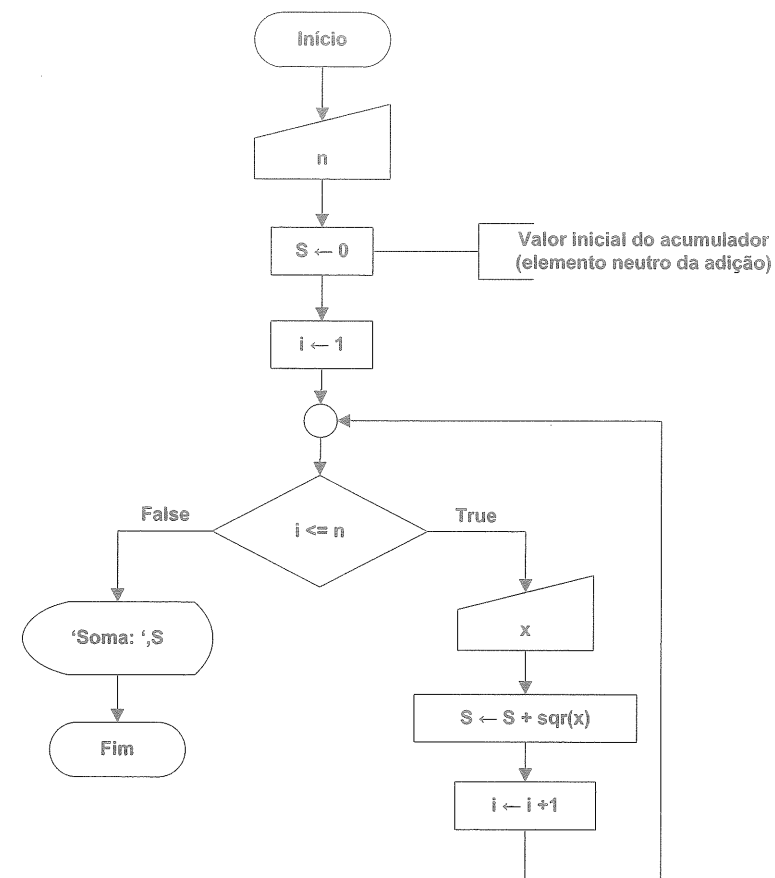 Início
n
S ← 0
Valor inicial do acumulador
(elemento neutro da adição)
i ← 1
i <= n
False
True
x
'Soma: ',S
S ← S + sqr(x)
Fim
i ← i +1